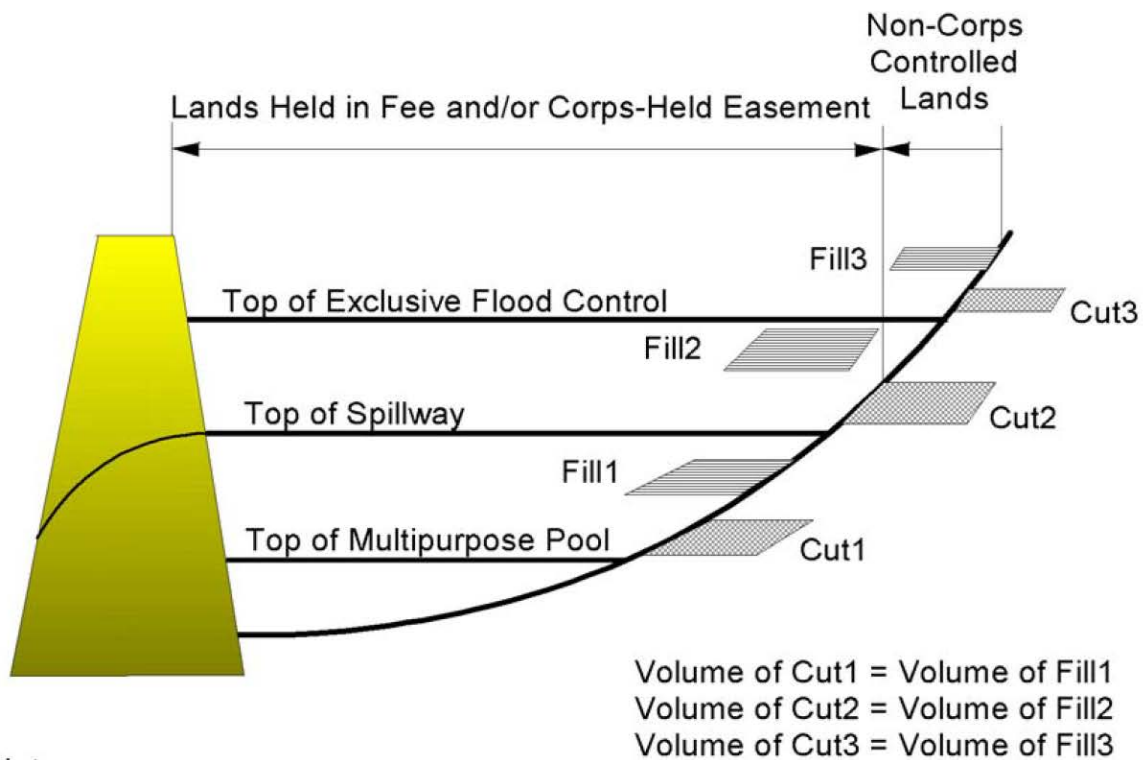 Non-Corps
Controlled
Lands
Lands Held in Fee and/or Corps-Held Easement
Fill3
Top of Exclusive Flood Control
Cut3
Fill2
Top of Spillway
Cut2
Fill1
Top of Multipurpose Pool
Cut1
Volume of Cut1 = Volume of Fill1
Volume of Cut2 = Volume of Fill2
Volume of Cut3 = Volume of Fill3